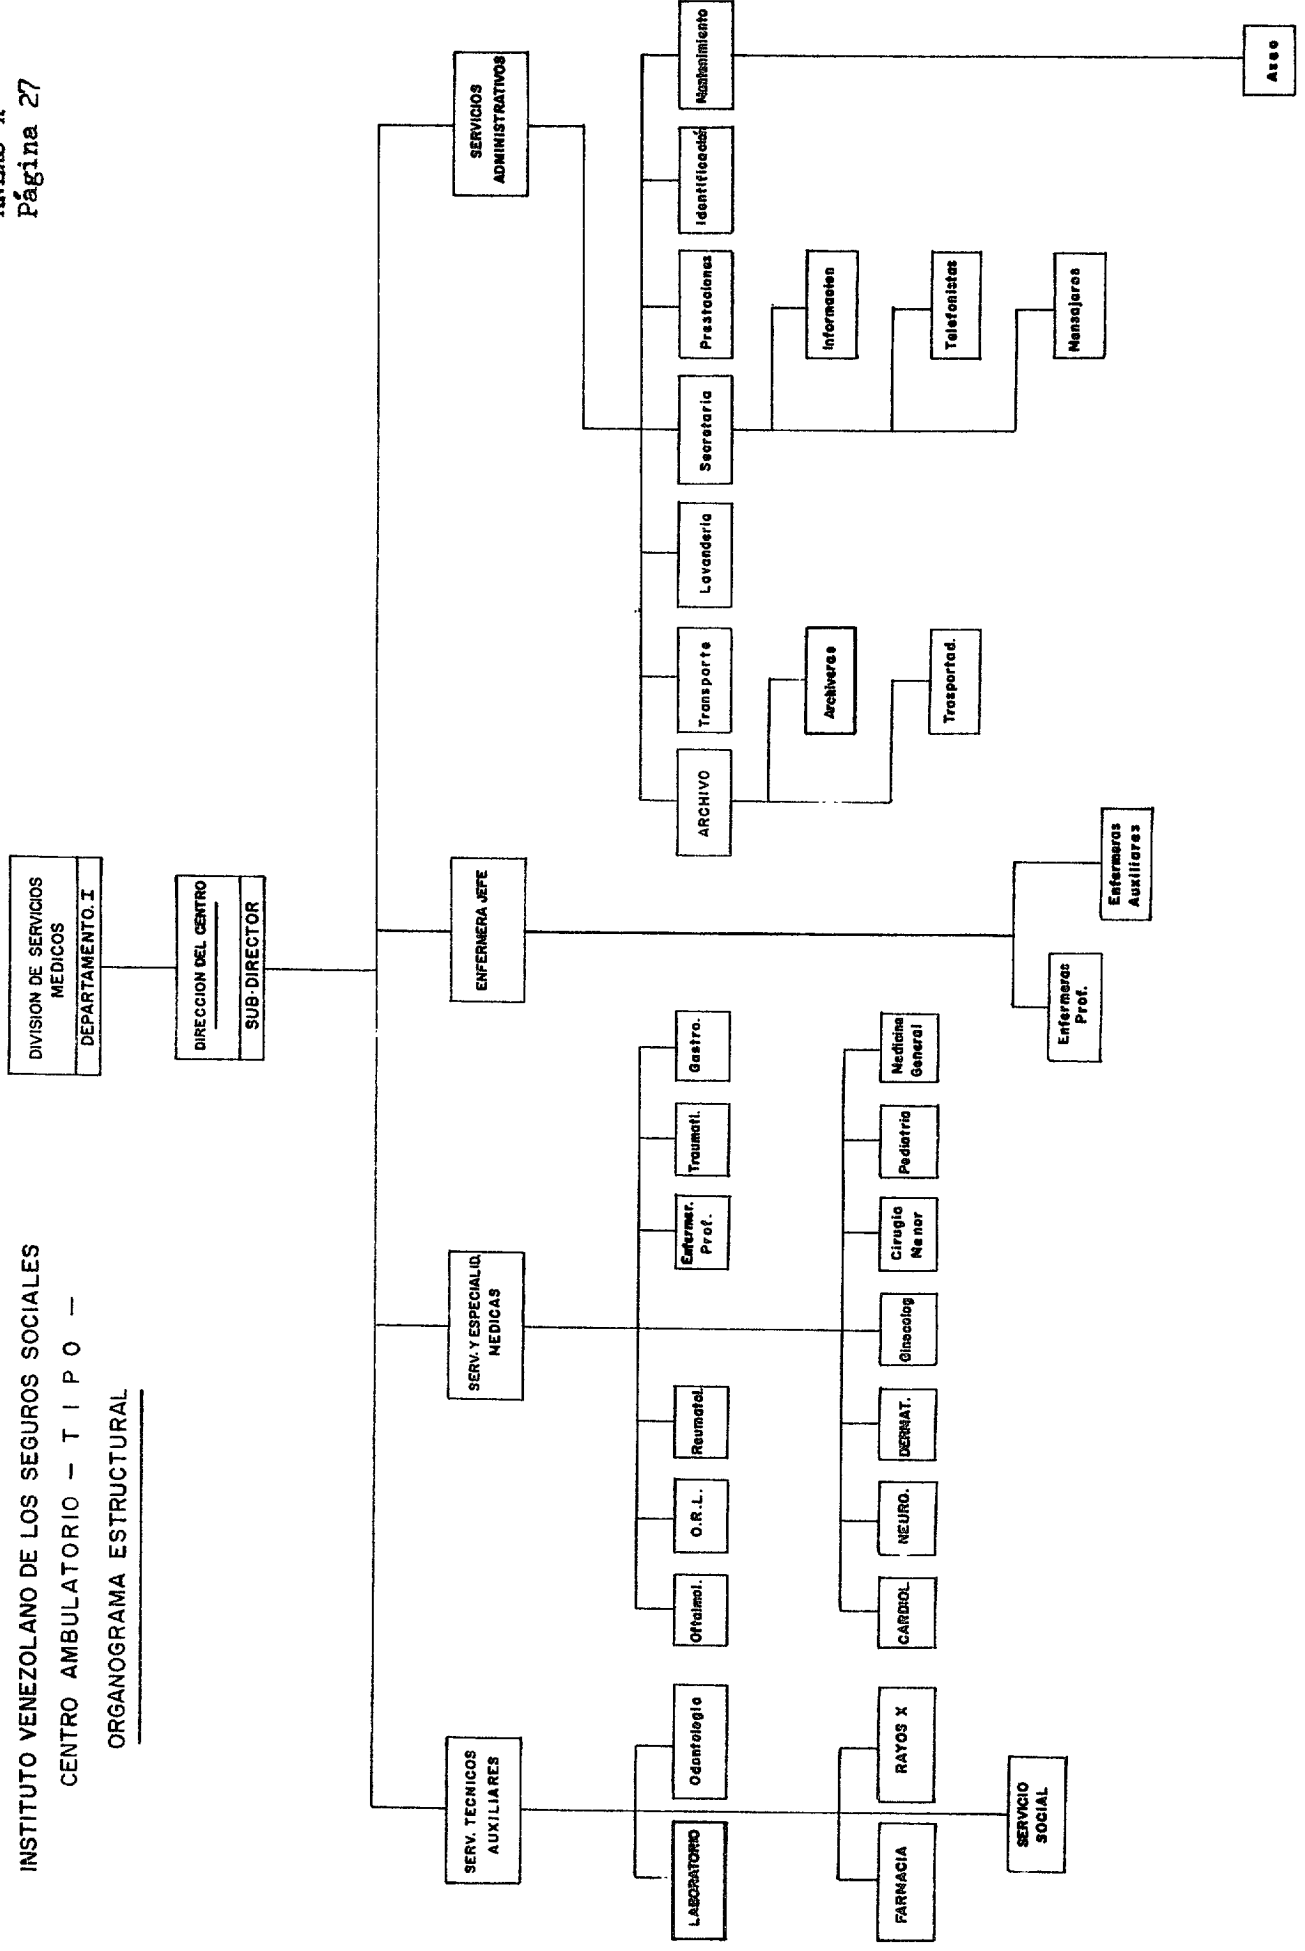 Página 27
INSTITUTO VENEZOLANO DE LOS SEGUROS SOCIALES
CENTRO AMBULATORIO - T I P O -
ORGANOGRAMA ESTRUCTURAL
DIVISION DE SERVICIOS
MEDICOS
DEPARTAMENTO. I
DIRECCION DEL CENTRO
SUB-DIRECTOR
SERV. TECNICOS
AUXILIARES
SERV. Y ESPECIALID.
MEDICAS
ENFERMERA JEFE
SERVICIOS
ADMINISTRATIVOS
LABORATORIO
Odontologia
Oftalmol.
O.R.L.
Reumatol.
Enfermer.
Prof.
Traumatl.
Gastro.
ARCHIVO
Transporte
Lavanderia
Secretaria
Prestaciones
Identificación
Mantenimiento
FARMACIA
RAYOS X
CARDIOL.
NEURO.
DERMAT.
Ginecolog
Cirugia
Menor
Pediatria
Medicina
General
Archiveras
Informacion
Trasportad.
Telefonistas
SERVICIO
SOCIAL
Enfermeras
Prof.
Enfermeras
Auxiliares
Mensajeros
Aseo